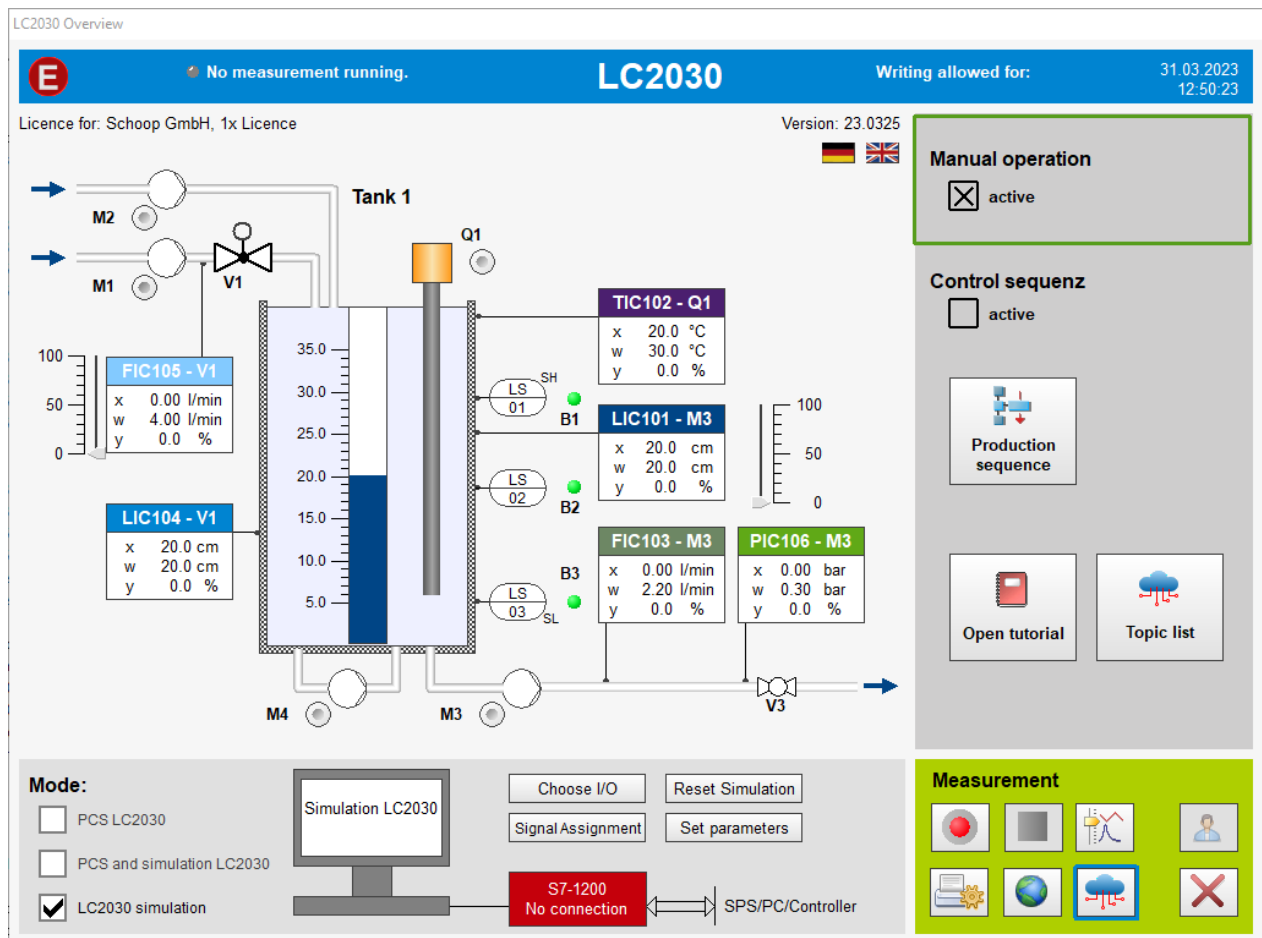 LC2030 Overview
E
No measurement running.
LC2030
Writing allowed for:
31.03.2023
12:50:23
Licence for: Schoop GmbH, 1x Licence
Version: 23.0325
Manual operation
active
Control sequenz
active
Production
sequence
Open tutorial
Topic list
Tank 1
M2
M1
V1
Q1
100
50
0
FIC105 - V1
x 0.00 l/min
w 4.00 l/min
y 0.0 %
LIC104 - V1
x 20.0 cm
w 20.0 cm
y 0.0 %
35.0
30.0
25.0
20.0
15.0
10.0
5.0
LS
01
SH
B1
LS
02
B2
B3
LS
03
SL
TIC102 - Q1
x 20.0 °C
w 30.0 °C
y 0.0 %
LIC101 - M3
x 20.0 cm
w 20.0 cm
y 0.0 %
100
50
0
FIC103 - M3
x 0.00 l/min
w 2.20 l/min
y 0.0 %
PIC106 - M3
x 0.00 bar
w 0.30 bar
y 0.0 %
M4
M3
V3
Mode:
PCS LC2030
PCS and simulation LC2030
LC2030 simulation
Simulation LC2030
Choose I/O
Reset Simulation
Signal Assignment
Set parameters
S7-1200
No connection
SPS/PC/Controller
Measurement